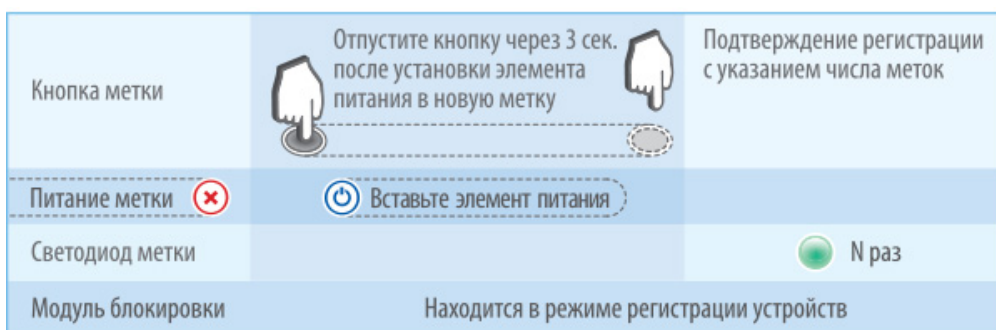 Кнопка метки
Отпустите кнопку через 3 сек.
после установки элемента
питания в новую метку
Подтверждение регистрации
с указанием числа меток
Питание метки
Вставьте элемент питания
Светодиод метки
N раз
Модуль блокировки
Находится в режиме регистрации устройств